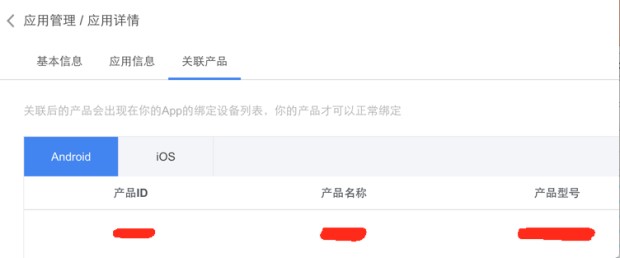 应用管理 / 应用详情
基本信息 应用信息 关联产品
关联后的产品会出现在你的App的绑定设备列表，你的产品才可以正常绑定
Android iOS
产品ID 产品名称 产品型号